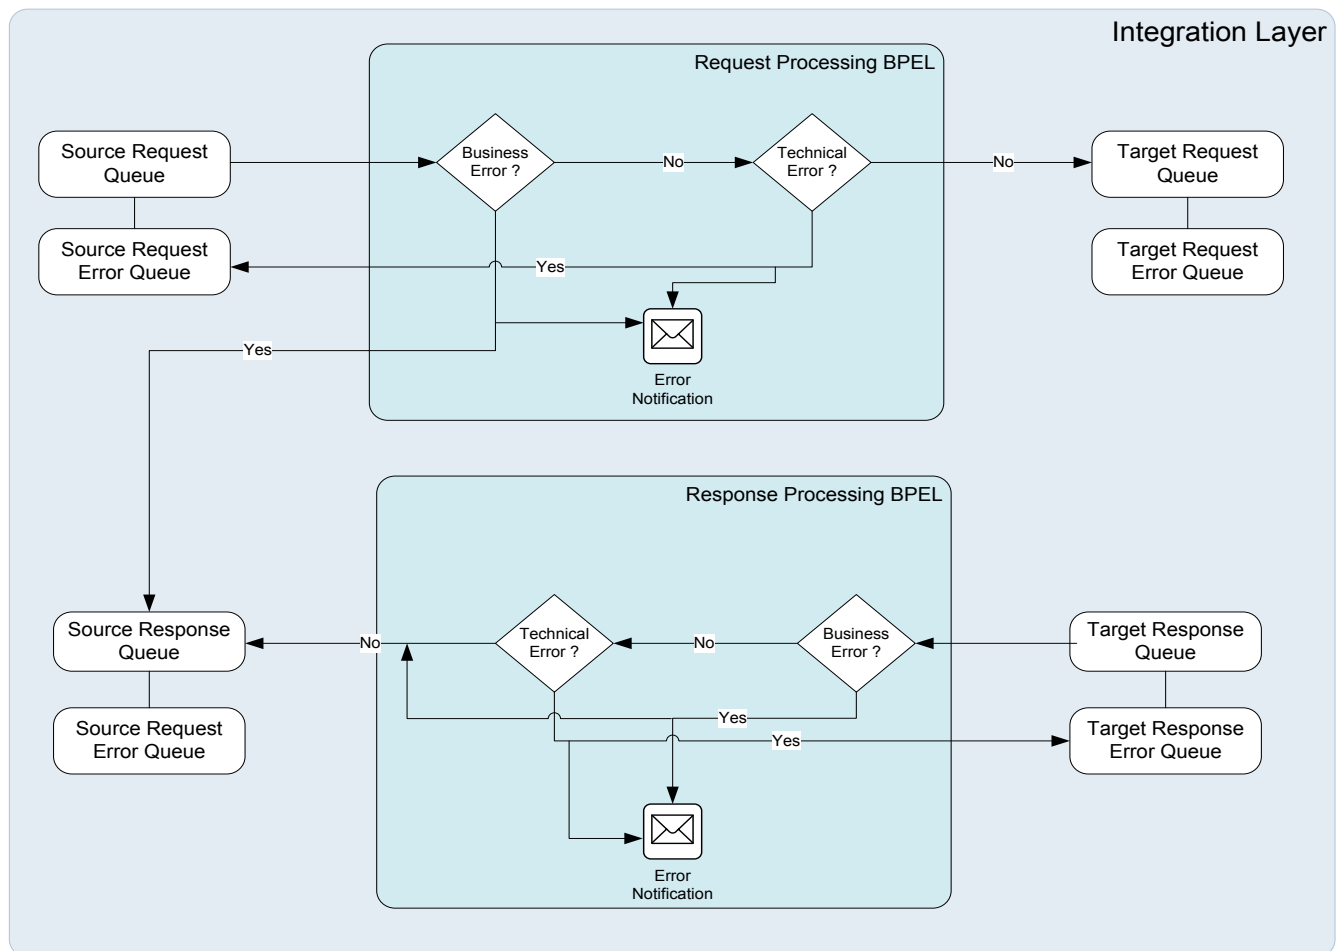 Integration Layer
Request Processing BPEL
Source Request
Queue
Business
Error ?
No
Technical
Error ?
No
Target Request
Queue
Source Request
Error Queue
Yes
Target Request
Error Queue
Yes
Error
Notification
Response Processing BPEL
Source Response
Queue
No
Technical
Error ?
No
Business
Error ?
Target Response
Queue
Source Request
Error Queue
Yes
Yes
Target Response
Error Queue
Error
Notification